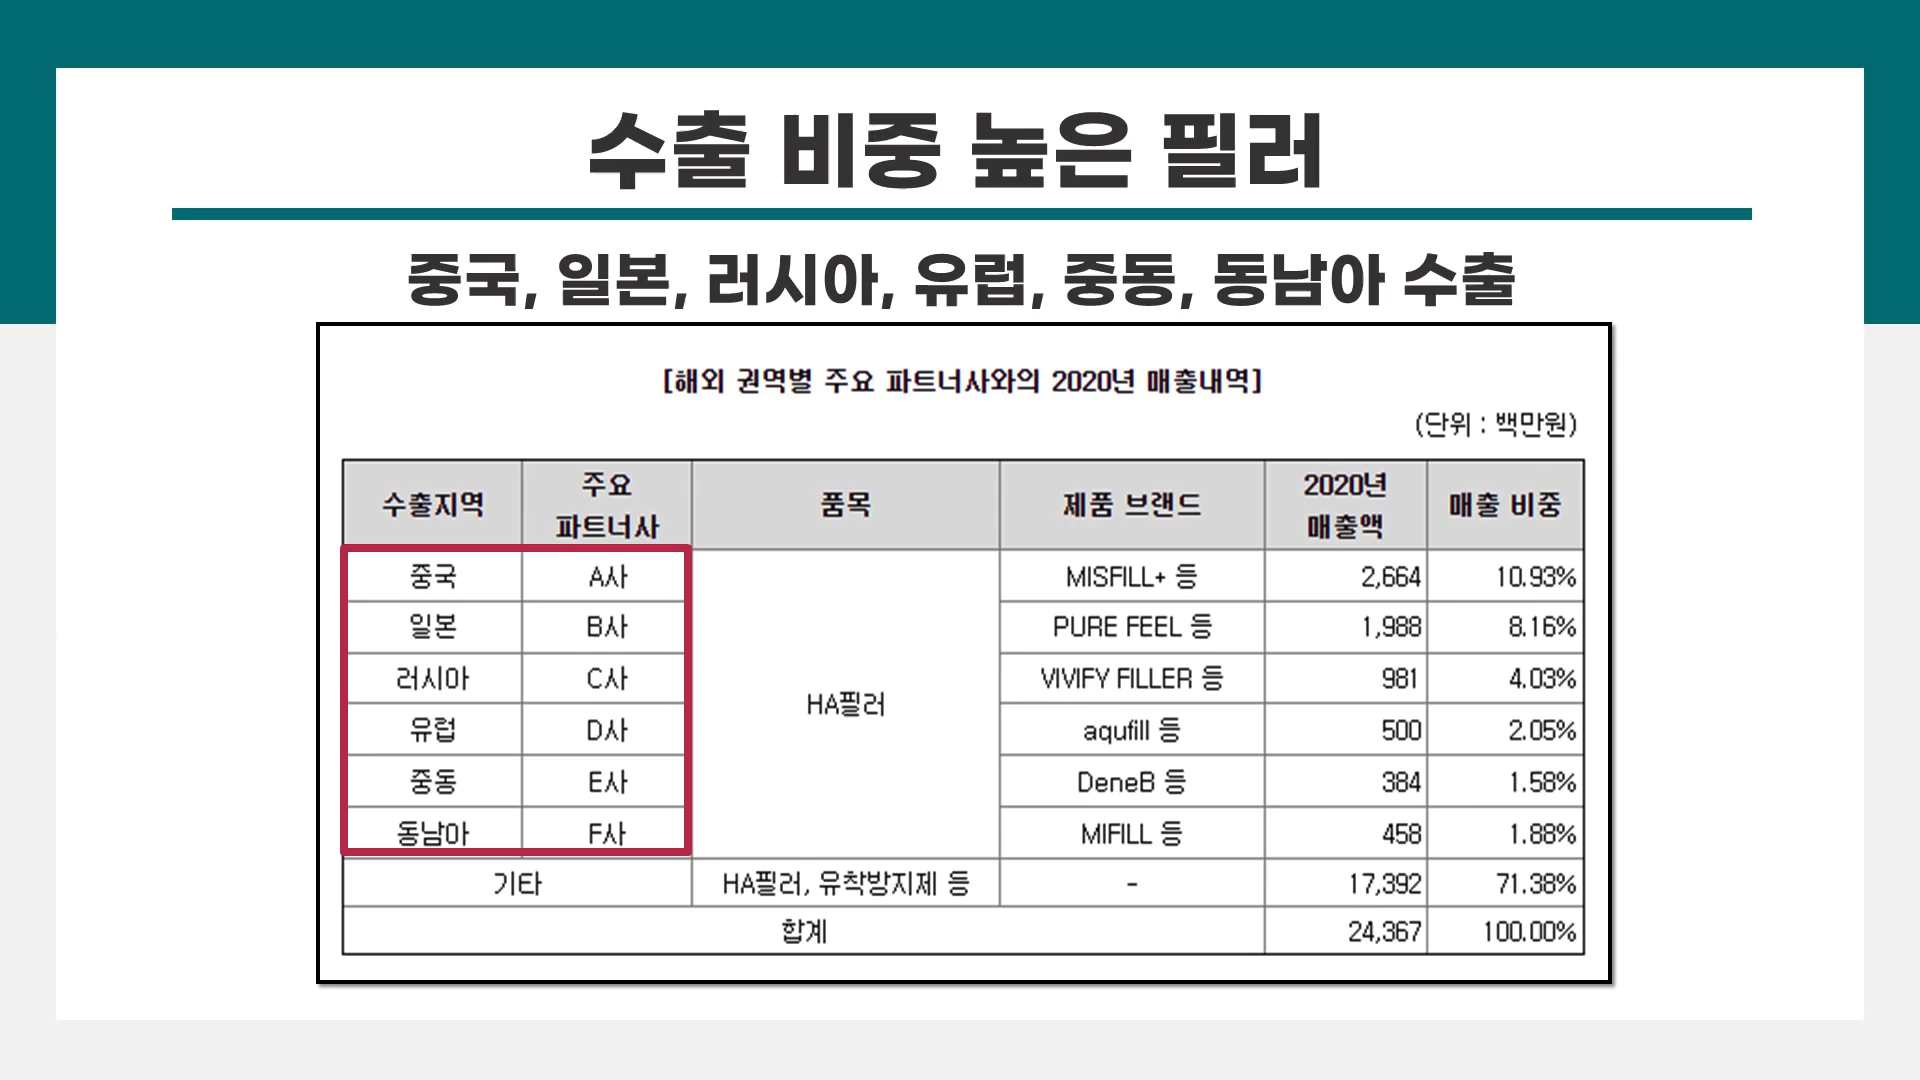 수출 비중 높은 필러
중국, 일본, 러시아, 유럽, 중동, 동남아 수출
[해외 권역별 주요 파트너사와의 2020년 매출내역]
(단위 : 백만원)
수출지역 주요 파트너사 품목 제품 브랜드 2020년 매출액 매출 비중
중국 A사 HA필러 MISFILL+ 등 2,664 10.93%
일본 B사 PURE FEEL 등 1,988 8.16%
러시아 C사 VIVIFY FILLER 등 981 4.03%
유럽 D사 aqufill 등 500 2.05%
중동 E사 DeneB 등 384 1.58%
동남아 F사 MIFILL 등 458 1.88%
기타 HA필러, 유착방지제 등 - 17,392 71.38%
합계 24,367 100.00%